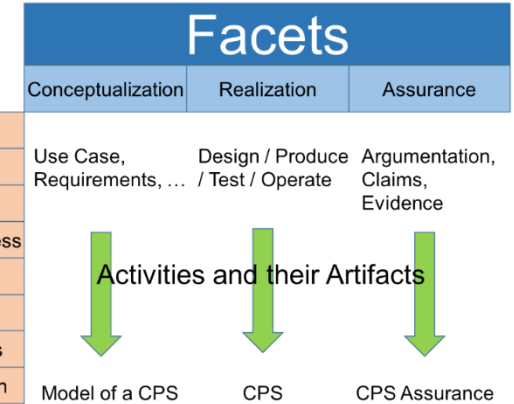 Facets
Conceptualization Realization Assurance
Use Case, Design / Produce Argumentation,
Requirements, … / Test / Operate Claims,
Evidence
ess
Activities and their Artifacts
s
n
Model of a CPS CPS CPS Assurance